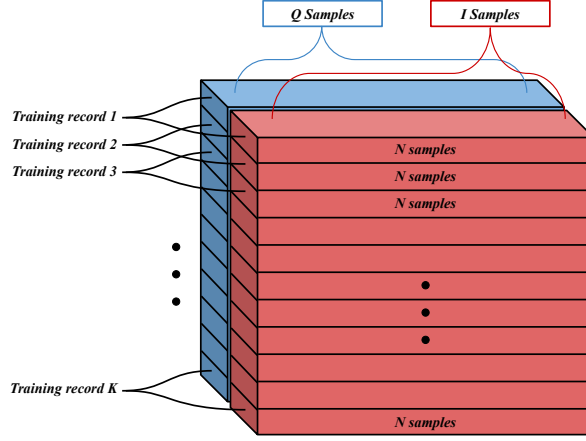 Q Samples
I Samples
Training record 1
Training record 2
Training record 3
N samples
N samples
N samples
Training record K
N samples